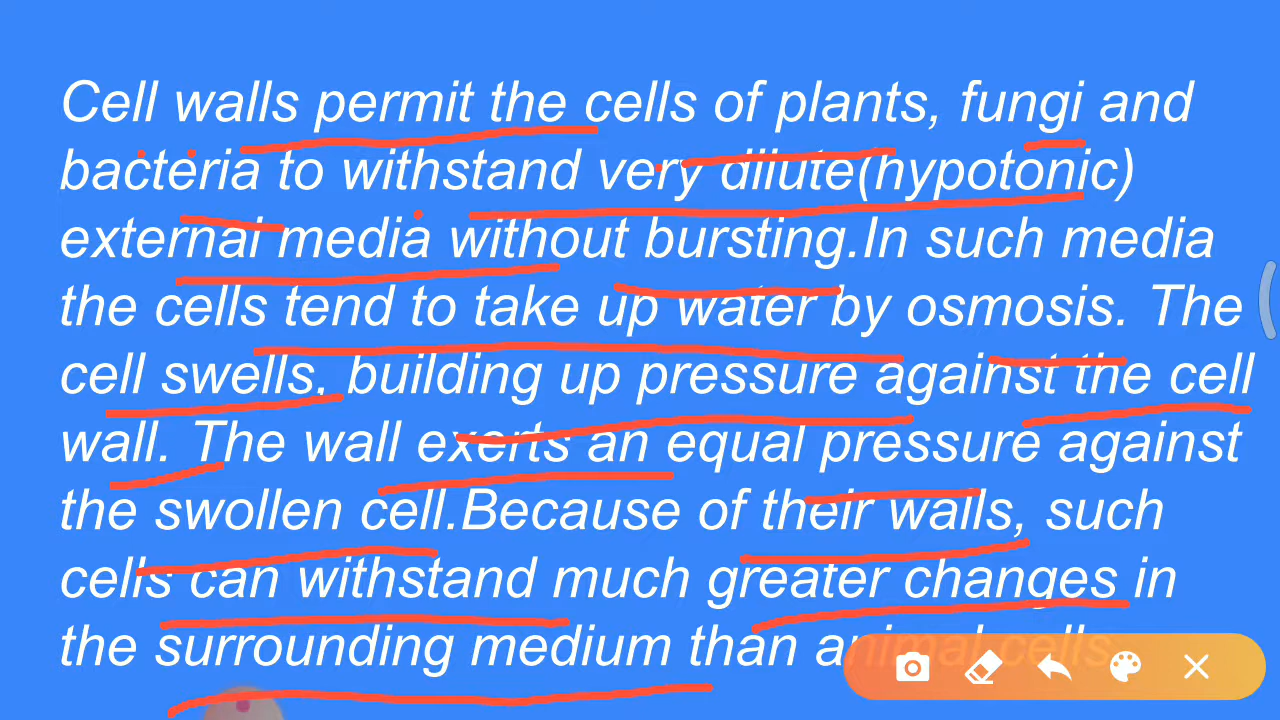 Cell walls permit the cells of plants, fungi and
bacteria to withstand very dilute(hypotonic)
external media without bursting.In such media
the cells tend to take up water by osmosis. The
cell swells, building up pressure against the cell
wall. The wall exerts an equal pressure against
the swollen cell.Because of their walls, such
cells can withstand much greater changes in
the surrounding medium than animal cells